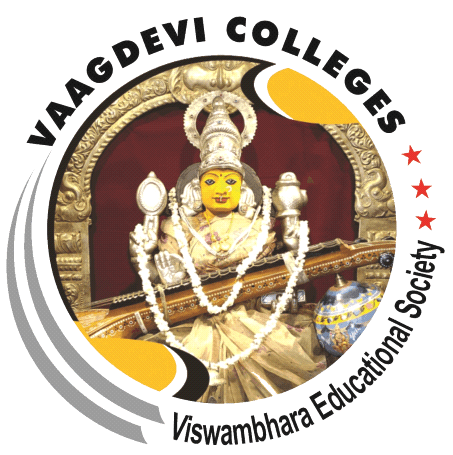 VAAGDEVI COLLEGES
Viswambhara Educational Society